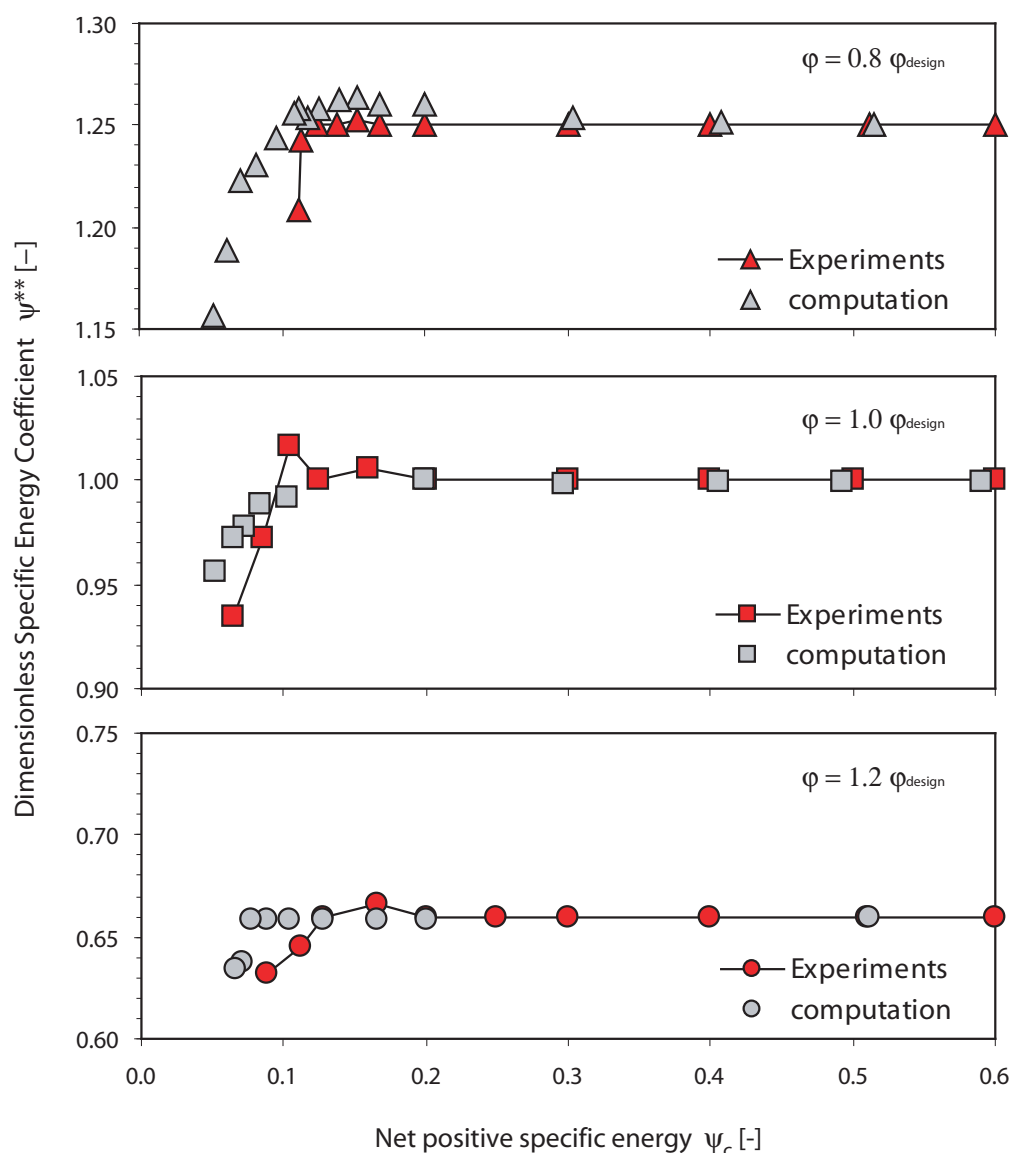 Dimensionless Specific Energy Coefficient ψ** [–]
1.30
φ = 0.8 φdesign
1.25
1.20
Experiments
computation
1.15
1.05
φ = 1.0 φdesign
1.00
0.95
Experiments
computation
0.90
0.75
φ = 1.2 φdesign
0.70
0.65
Experiments
computation
0.60
0.0 0.1 0.2 0.3 0.4 0.5 0.6
Net positive specific energy ψc [-]